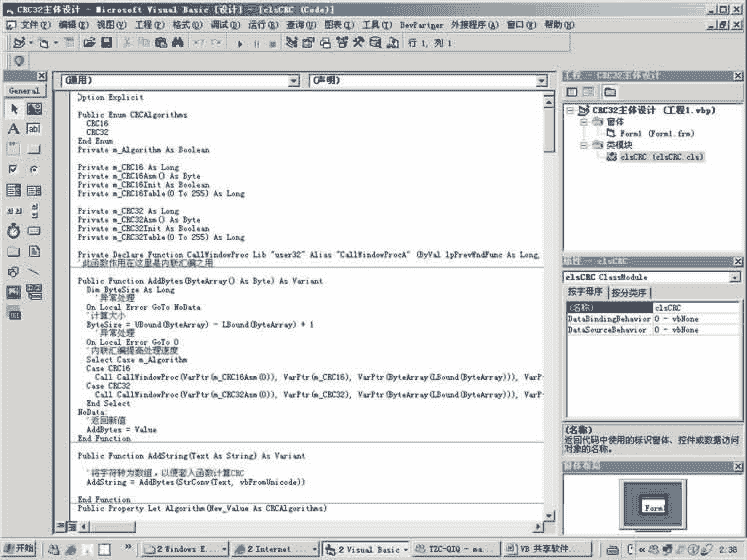 CRC32主体设计 - Microsoft Visual Basic [设计] - [clsCRC (Code)]
文件(F) 编辑(E) 视图(V) 工程(P) 格式(O) 调试(D) 运行(R) 查询(U) 图表(I) 工具(T) DevPartner 外接程序(A) 窗口(W) 帮助(H)
行 1, 列 1
General
(通用) (声明)
Option Explicit
Public Enum CRCAlgorithms
CRC16
CRC32
End Enum
Private m_Algorithm As Boolean
Private m_CRC16 As Long
Private m_CRC16Asm() As Byte
Private m_CRC16Init As Boolean
Private m_CRC16Table(0 To 255) As Long
Private m_CRC32 As Long
Private m_CRC32Asm() As Byte
Private m_CRC32Init As Boolean
Private m_CRC32Table(0 To 255) As Long
Private Declare Function CallWindowProc Lib "user32" Alias "CallWindowProcA" (ByVal lpPrevWndFunc As Long,
'此函数作用在这里是内联汇编之用
Public Function AddBytes(ByteArray() As Byte) As Variant
Dim ByteSize As Long
'异常处理
On Local Error GoTo NoData
'计算大小
ByteSize = UBound(ByteArray) - LBound(ByteArray) + 1
'异常处理
On Local Error GoTo 0
'内联汇编提高处理速度
Select Case m_Algorithm
Case CRC16
Call CallWindowProc(VarPtr(m_CRC16Asm(0)), VarPtr(m_CRC16), VarPtr(ByteArray(LBound(ByteArray))), VarP
Case CRC32
Call CallWindowProc(VarPtr(m_CRC32Asm(0)), VarPtr(m_CRC32), VarPtr(ByteArray(LBound(ByteArray))), VarP
End Select
NoData:
'返回新值
AddBytes = Value
End Function
Public Function AddString(Text As String) As Variant
'将字符转为数组，以便套入函数计算CRC
AddString = AddBytes(StrConv(Text, vbFromUnicode))
End Function
Public Property Let Algorithm(New_Value As CRCAlgorithms)
工程 - CRC32主体设计
CRC32主体设计 (工程1.vbp)
窗体
Form1 (Form1.frm)
类模块
clsCRC (clsCRC.cls)
属性 - clsCRC
clsCRC ClassModule
按字母序 按分类序
(名称) clsCRC
DataBindingBehavior 0 - vbNone
DataSourceBehavior 0 - vbNone
(名称)
返回代码中使用的标识窗体、控件或数据访问
对象的名称。
窗体布局
Form1
开始 2 Windows E... 2 Internet ... 2 Visual Basic TZC-QIQ - ma... VB 共享软件... 2:38